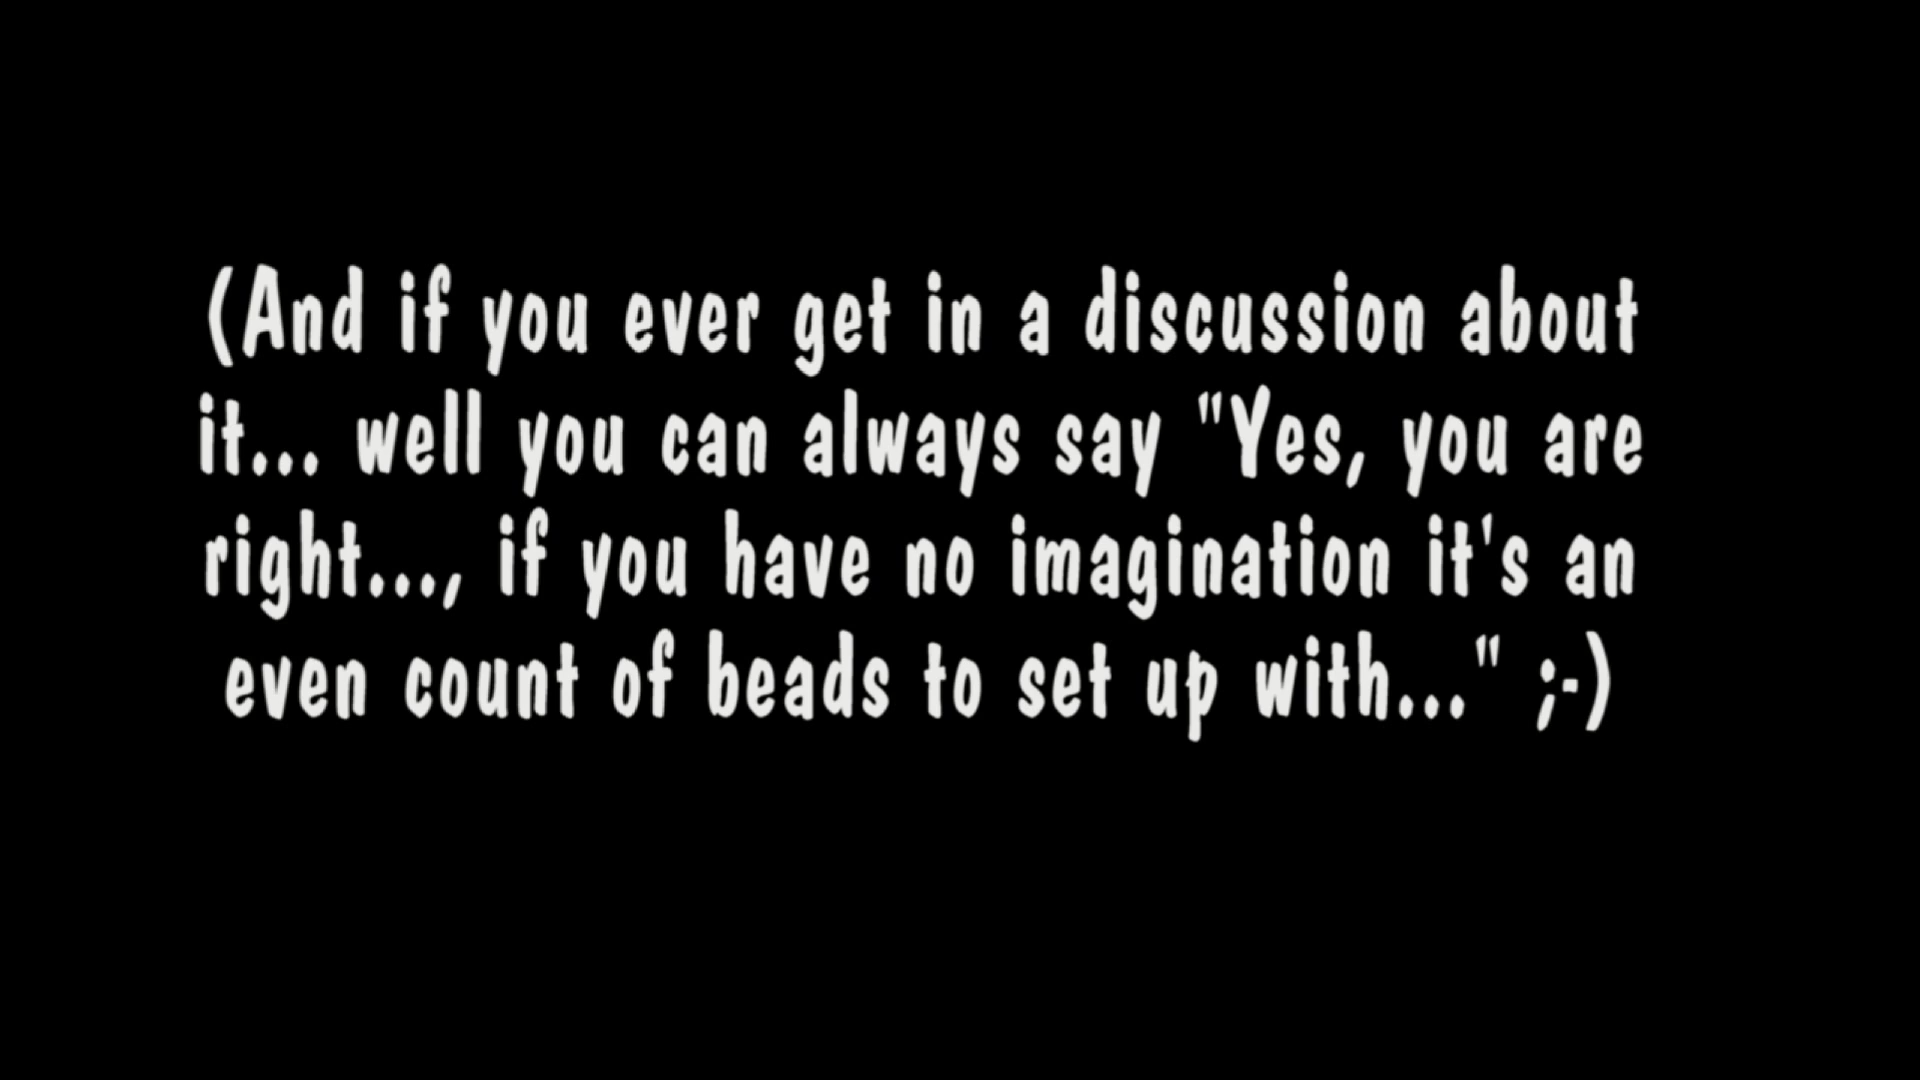 (And if you ever get in a discussion about
it... well you can always say "Yes, you are
right..., if you have no imagination it's an
even count of beads to set up with..." ;-)